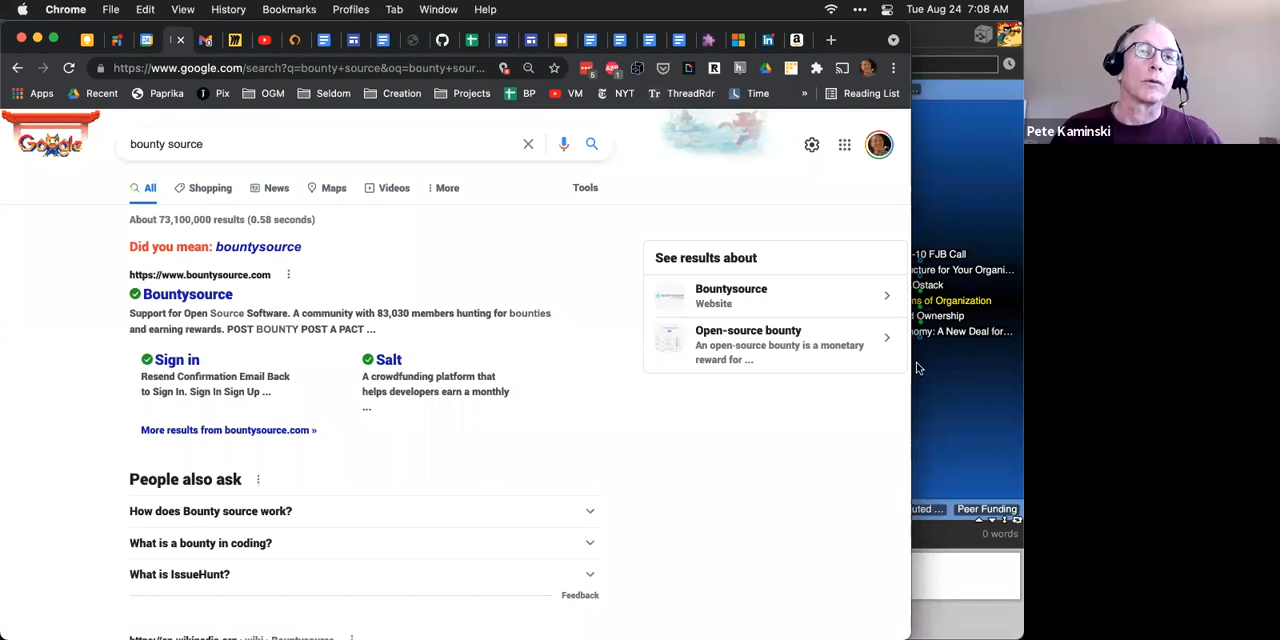 Chrome File Edit View History Bookmarks Profiles Tab Window Help
Tue Aug 24 7:08 AM
https://www.google.com/search?q=bounty+source&oq=bounty+sour...
Apps Recent Paprika Pix OGM Seldom Creation Projects BP VM NYT ThreadRdr Time » Reading List
Pete Kaminski
Google
bounty source
All Shopping News Maps Videos More Tools
About 73,100,000 results (0.58 seconds)
Did you mean: bountysource
https://www.bountysource.com
Bountysource
Support for Open Source Software. A community with 83,030 members hunting for bounties
and earning rewards. POST BOUNTY POST A PACT ...
Sign in
Resend Confirmation Email Back
to Sign In. Sign In Sign Up ...
Salt
A crowdfunding platform that
helps developers earn a monthly
...
More results from bountysource.com »
People also ask
How does Bounty source work?
What is a bounty in coding?
What is IssueHunt?
Feedback
See results about
Bountysource
Website
Open-source bounty
An open-source bounty is a monetary
reward for ...
-10 FJB Call
ucture for Your Organi...
Ostack
ms of Organization
d Ownership
nomy: A New Deal for...
uted ... Peer Funding
0 words